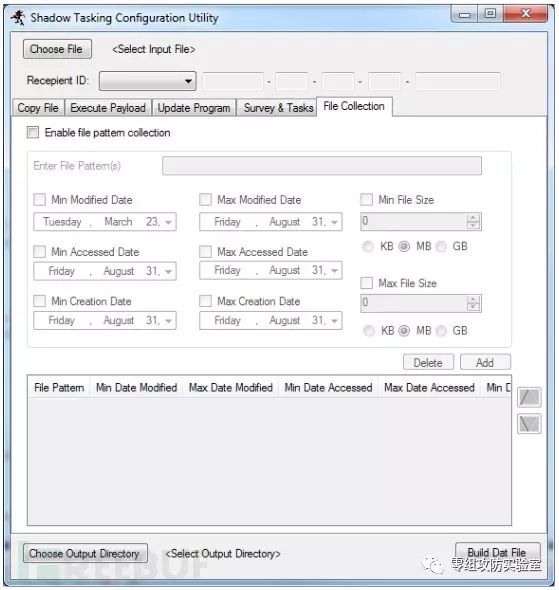 Shadow Tasking Configuration Utility
Choose File <Select Input File>
Recepient ID: - - - -
Copy File Execute Payload Update Program Survey & Tasks File Collection
Enable file pattern collection
Enter File Pattern(s)
Min Modified Date Max Modified Date Min File Size
Tuesday , March 23, Friday , August 31, 0
KB MB GB
Min Accessed Date Max Accessed Date
Friday , August 31, Friday , August 31,
Max File Size
Min Creation Date Max Creation Date 0
Friday , August 31, Friday , August 31,
KB MB GB
Delete Add
File Pattern Min Date Modified Max Date Modified Min Date Accessed Max Date Accessed Min D
Choose Output Directory <Select Output Directory> Build Dat File
REEBUF
零组攻防实验室